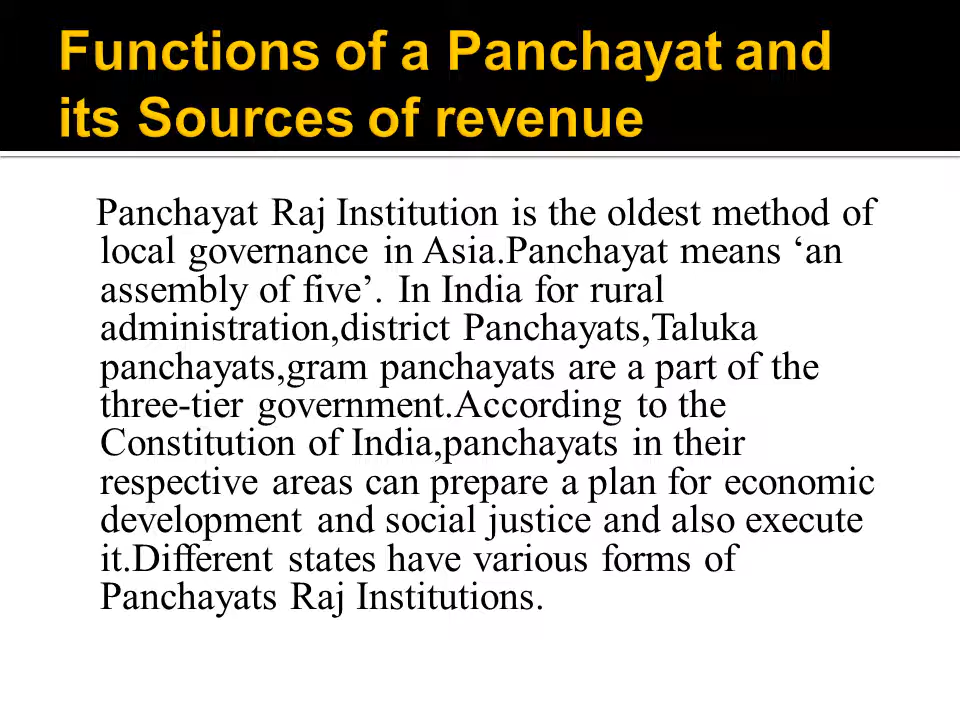 Functions of a Panchayat and
its Sources of revenue
Panchayat Raj Institution is the oldest method of
local governance in Asia.Panchayat means ‘an
assembly of five’. In India for rural
administration,district Panchayats,Taluka
panchayats,gram panchayats are a part of the
three-tier government.According to the
Constitution of India,panchayats in their
respective areas can prepare a plan for economic
development and social justice and also execute
it.Different states have various forms of
Panchayats Raj Institutions.